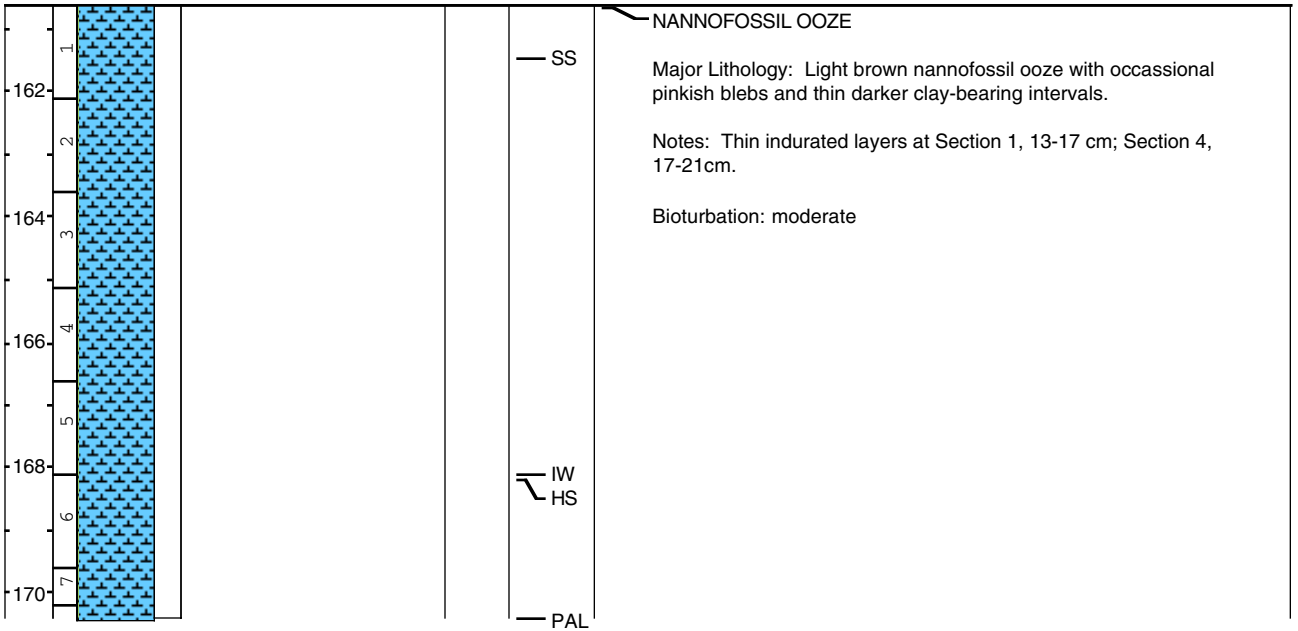 NANNOFOSSIL OOZE
1
SS
Major Lithology: Light brown nannofossil ooze with occassional
pinkish blebs and thin darker clay-bearing intervals.
162
2
Notes: Thin indurated layers at Section 1, 13-17 cm; Section 4,
17-21cm.
164
3
Bioturbation: moderate
4
166
5
168
IW
HS
6
7
170
PAL